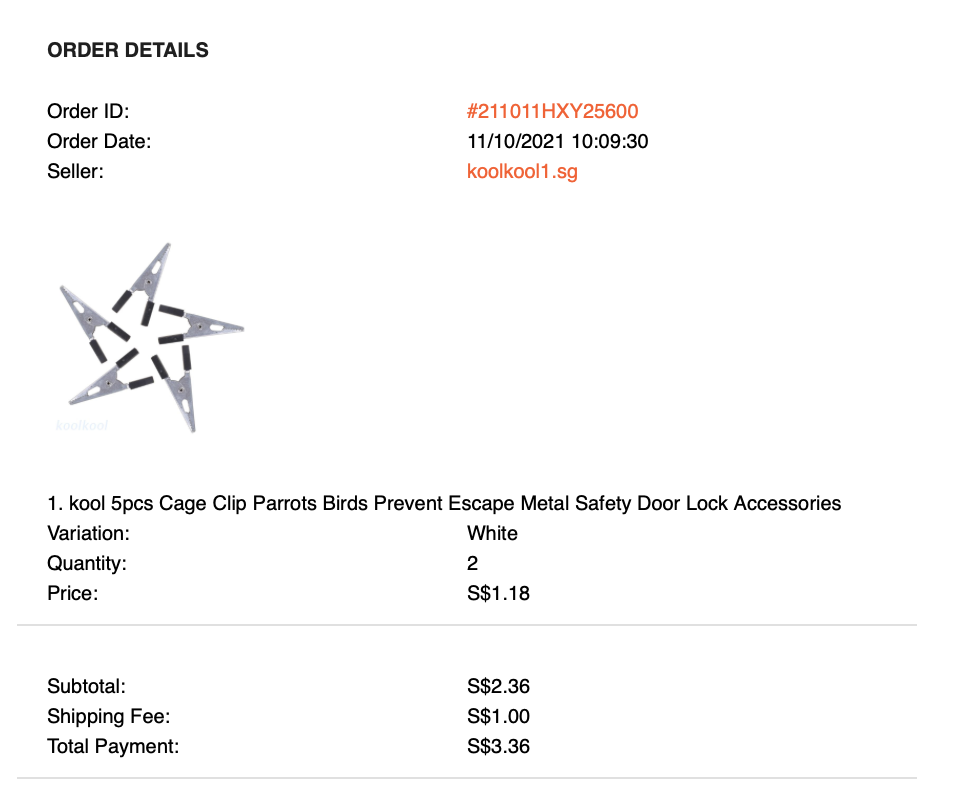 ORDER DETAILS
Order ID: #211011HXY25600
Order Date: 11/10/2021 10:09:30
Seller: koolkool1.sg
koolkool
1. kool 5pcs Cage Clip Parrots Birds Prevent Escape Metal Safety Door Lock Accessories
Variation: White
Quantity: 2
Price: S$1.18
Subtotal: S$2.36
Shipping Fee: S$1.00
Total Payment: S$3.36